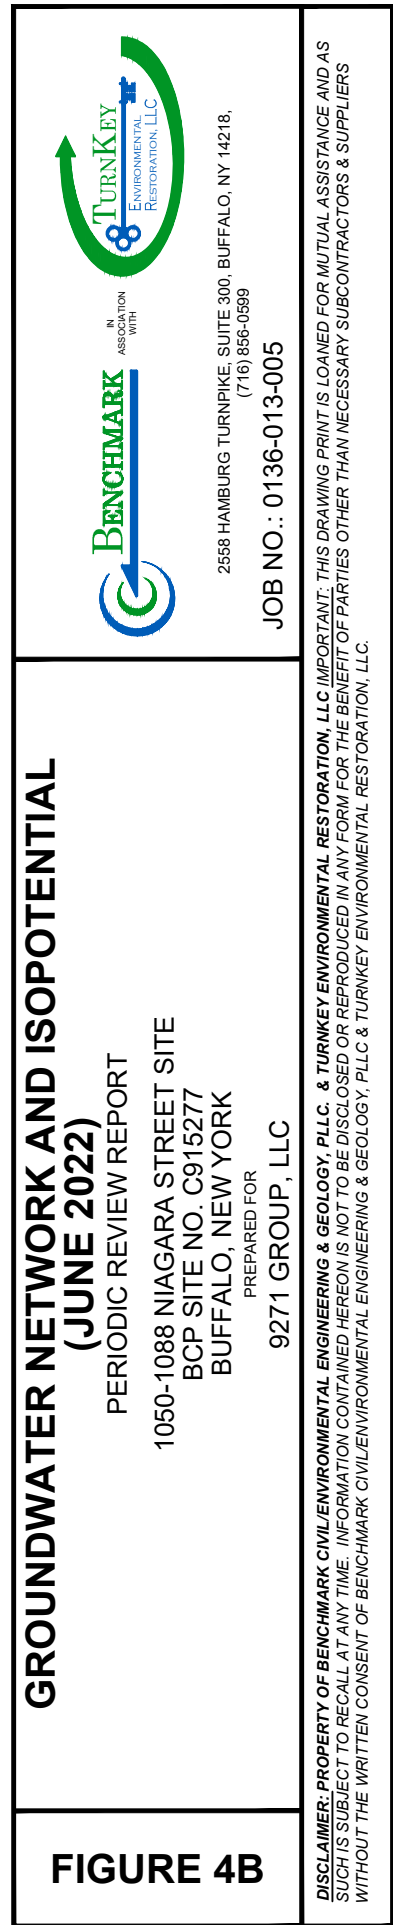 BENCHMARK
IN
ASSOCIATION
WITH
TURNKEY
ENVIRONMENTAL
RESTORATION, LLC
2558 HAMBURG TURNPIKE, SUITE 300, BUFFALO, NY 14218,
(716) 856-0599
JOB NO.: 0136-013-005
GROUNDWATER NETWORK AND ISOPOTENTIAL
(JUNE 2022)
PERIODIC REVIEW REPORT
1050-1088 NIAGARA STREET SITE
BCP SITE NO. C915277
BUFFALO, NEW YORK
PREPARED FOR
9271 GROUP, LLC
FIGURE 4B
DISCLAIMER: PROPERTY OF BENCHMARK CIVIL/ENVIRONMENTAL ENGINEERING & GEOLOGY, PLLC. & TURNKEY ENVIRONMENTAL RESTORATION, LLC IMPORTANT: THIS DRAWING PRINT IS LOANED FOR MUTUAL ASSISTANCE AND AS
SUCH IS SUBJECT TO RECALL AT ANY TIME. INFORMATION CONTAINED HEREON IS NOT TO BE DISCLOSED OR REPRODUCED IN ANY FORM FOR THE BENEFIT OF PARTIES OTHER THAN NECESSARY SUBCONTRACTORS & SUPPLIERS
WITHOUT THE WRITTEN CONSENT OF BENCHMARK CIVIL/ENVIRONMENTAL ENGINEERING & GEOLOGY, PLLC & TURNKEY ENVIRONMENTAL RESTORATION, LLC.